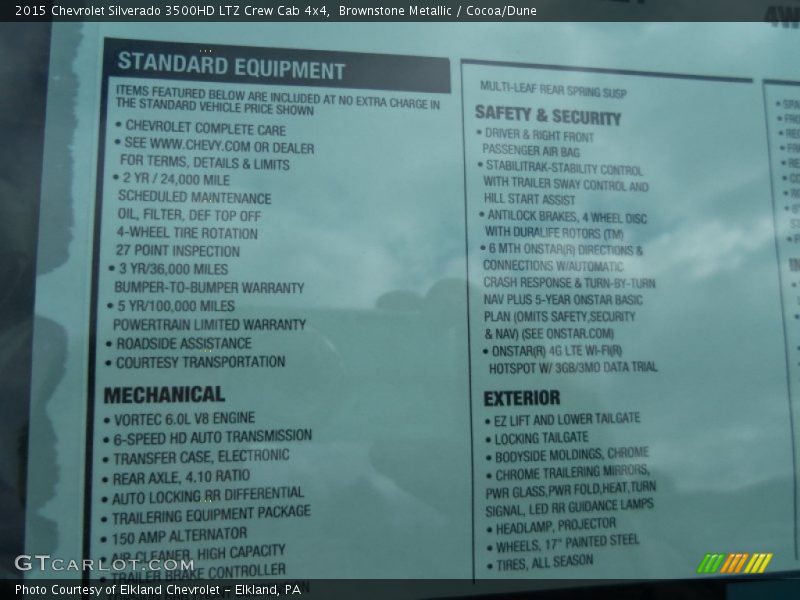 2015 Chevrolet Silverado 3500HD LTZ Crew Cab 4x4, Brownstone Metallic / Cocoa/Dune
STANDARD EQUIPMENT
ITEMS FEATURED BELOW ARE INCLUDED AT NO EXTRA CHARGE IN
THE STANDARD VEHICLE PRICE SHOWN
• CHEVROLET COMPLETE CARE
• SEE WWW.CHEVY.COM OR DEALER
FOR TERMS, DETAILS & LIMITS
• 2 YR / 24,000 MILE
SCHEDULED MAINTENANCE
OIL, FILTER, DEF TOP OFF
4-WHEEL TIRE ROTATION
27 POINT INSPECTION
• 3 YR/36,000 MILES
BUMPER-TO-BUMPER WARRANTY
• 5 YR/100,000 MILES
POWERTRAIN LIMITED WARRANTY
• ROADSIDE ASSISTANCE
• COURTESY TRANSPORTATION
MECHANICAL
• VORTEC 6.0L V8 ENGINE
• 6-SPEED HD AUTO TRANSMISSION
• TRANSFER CASE, ELECTRONIC
• REAR AXLE, 4.10 RATIO
• AUTO LOCKING RR DIFFERENTIAL
• TRAILERING EQUIPMENT PACKAGE
• 150 AMP ALTERNATOR
• AIR CLEANER, HIGH CAPACITY
• TRAILER BRAKE CONTROLLER
MULTI-LEAF REAR SPRING SUSP
SAFETY & SECURITY
• DRIVER & RIGHT FRONT
PASSENGER AIR BAG
• STABILITRAK-STABILITY CONTROL
WITH TRAILER SWAY CONTROL AND
HILL START ASSIST
• ANTILOCK BRAKES, 4 WHEEL DISC
WITH DURALIFE ROTORS (TM)
• 6 MTH ONSTAR(R) DIRECTIONS &
CONNECTIONS W/AUTOMATIC
CRASH RESPONSE & TURN-BY-TURN
NAV PLUS 5-YEAR ONSTAR BASIC
PLAN (OMITS SAFETY,SECURITY
& NAV) (SEE ONSTAR.COM)
• ONSTAR(R) 4G LTE WI-FI(R)
HOTSPOT W/ 3GB/3MO DATA TRIAL
EXTERIOR
• EZ LIFT AND LOWER TAILGATE
• LOCKING TAILGATE
• BODYSIDE MOLDINGS, CHROME
• CHROME TRAILERING MIRRORS,
PWR GLASS,PWR FOLD,HEAT,TURN
SIGNAL, LED RR GUIDANCE LAMPS
• HEADLAMP, PROJECTOR
• WHEELS, 17" PAINTED STEEL
• TIRES, ALL SEASON
GTCarLot.com
Photo Courtesy of Elkland Chevrolet - Elkland, PA